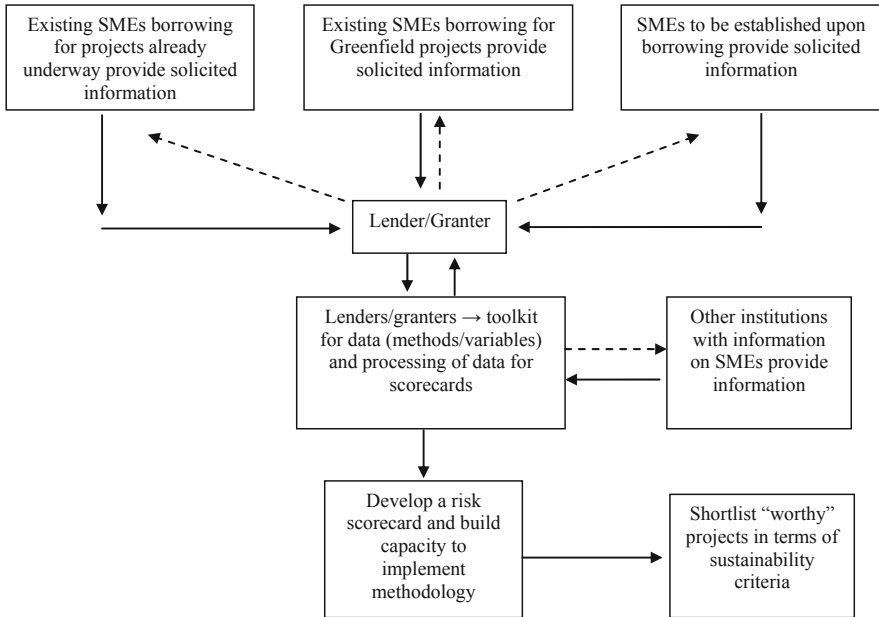 Existing SMEs borrowing
for projects already
underway provide solicited
information
Existing SMEs borrowing for
Greenfield projects provide
solicited information
SMEs to be established upon
borrowing provide solicited
information
Lender/Granter
Lenders/granters → toolkit
for data (methods/variables)
and processing of data for
scorecards
Other institutions
with information
on SMEs provide
information
Develop a risk
scorecard and build
capacity to
implement
methodology
Shortlist “worthy”
projects in terms of
sustainability
criteria